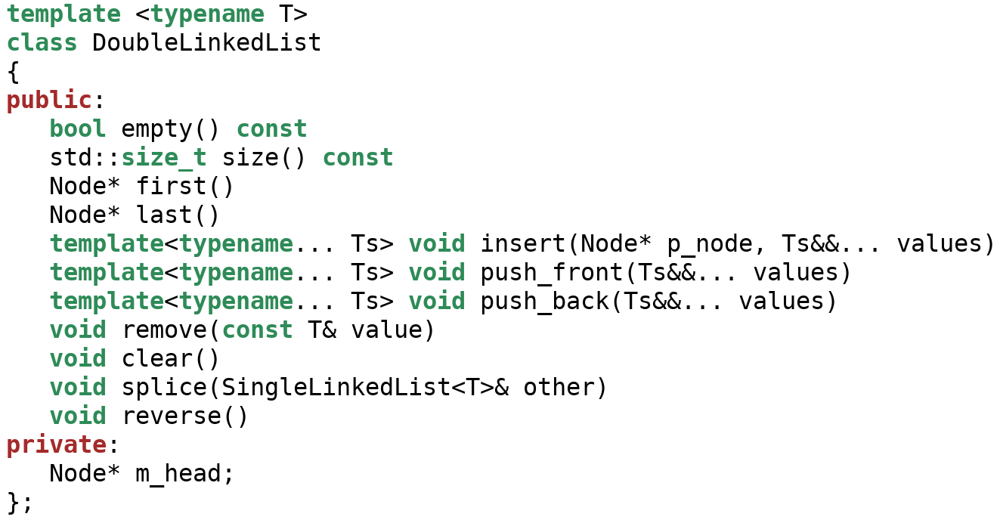 template <typename T>
class DoubleLinkedList
{
public:
   bool empty() const
   std::size_t size() const
   Node* first()
   Node* last()
   template<typename... Ts> void insert(Node* p_node, Ts&&... values)
   template<typename... Ts> void push_front(Ts&&... values)
   template<typename... Ts> void push_back(Ts&&... values)
   void remove(const T& value)
   void clear()
   void splice(SingleLinkedList<T>& other)
   void reverse()
private:
   Node* m_head;
};